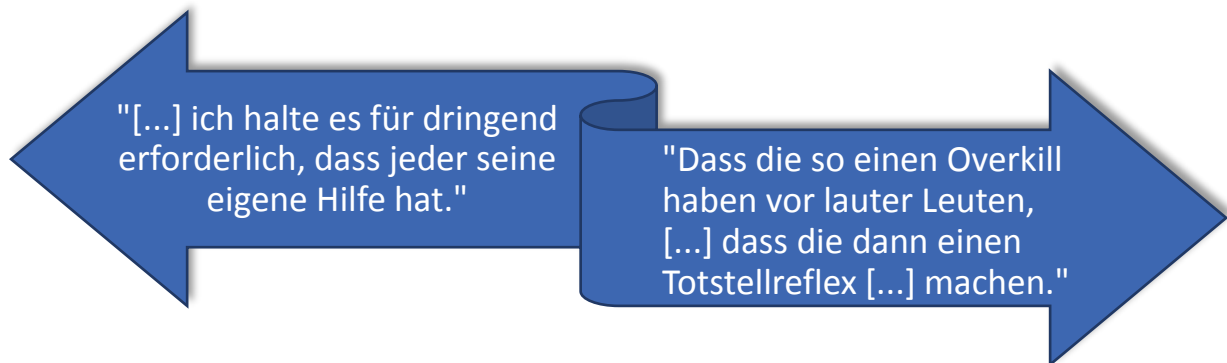 "[...] ich halte es für dringend
erforderlich, dass jeder seine
eigene Hilfe hat."
"Dass die so einen Overkill
haben vor lauter Leuten,
[...] dass die dann einen
Totstellreflex [...] machen."